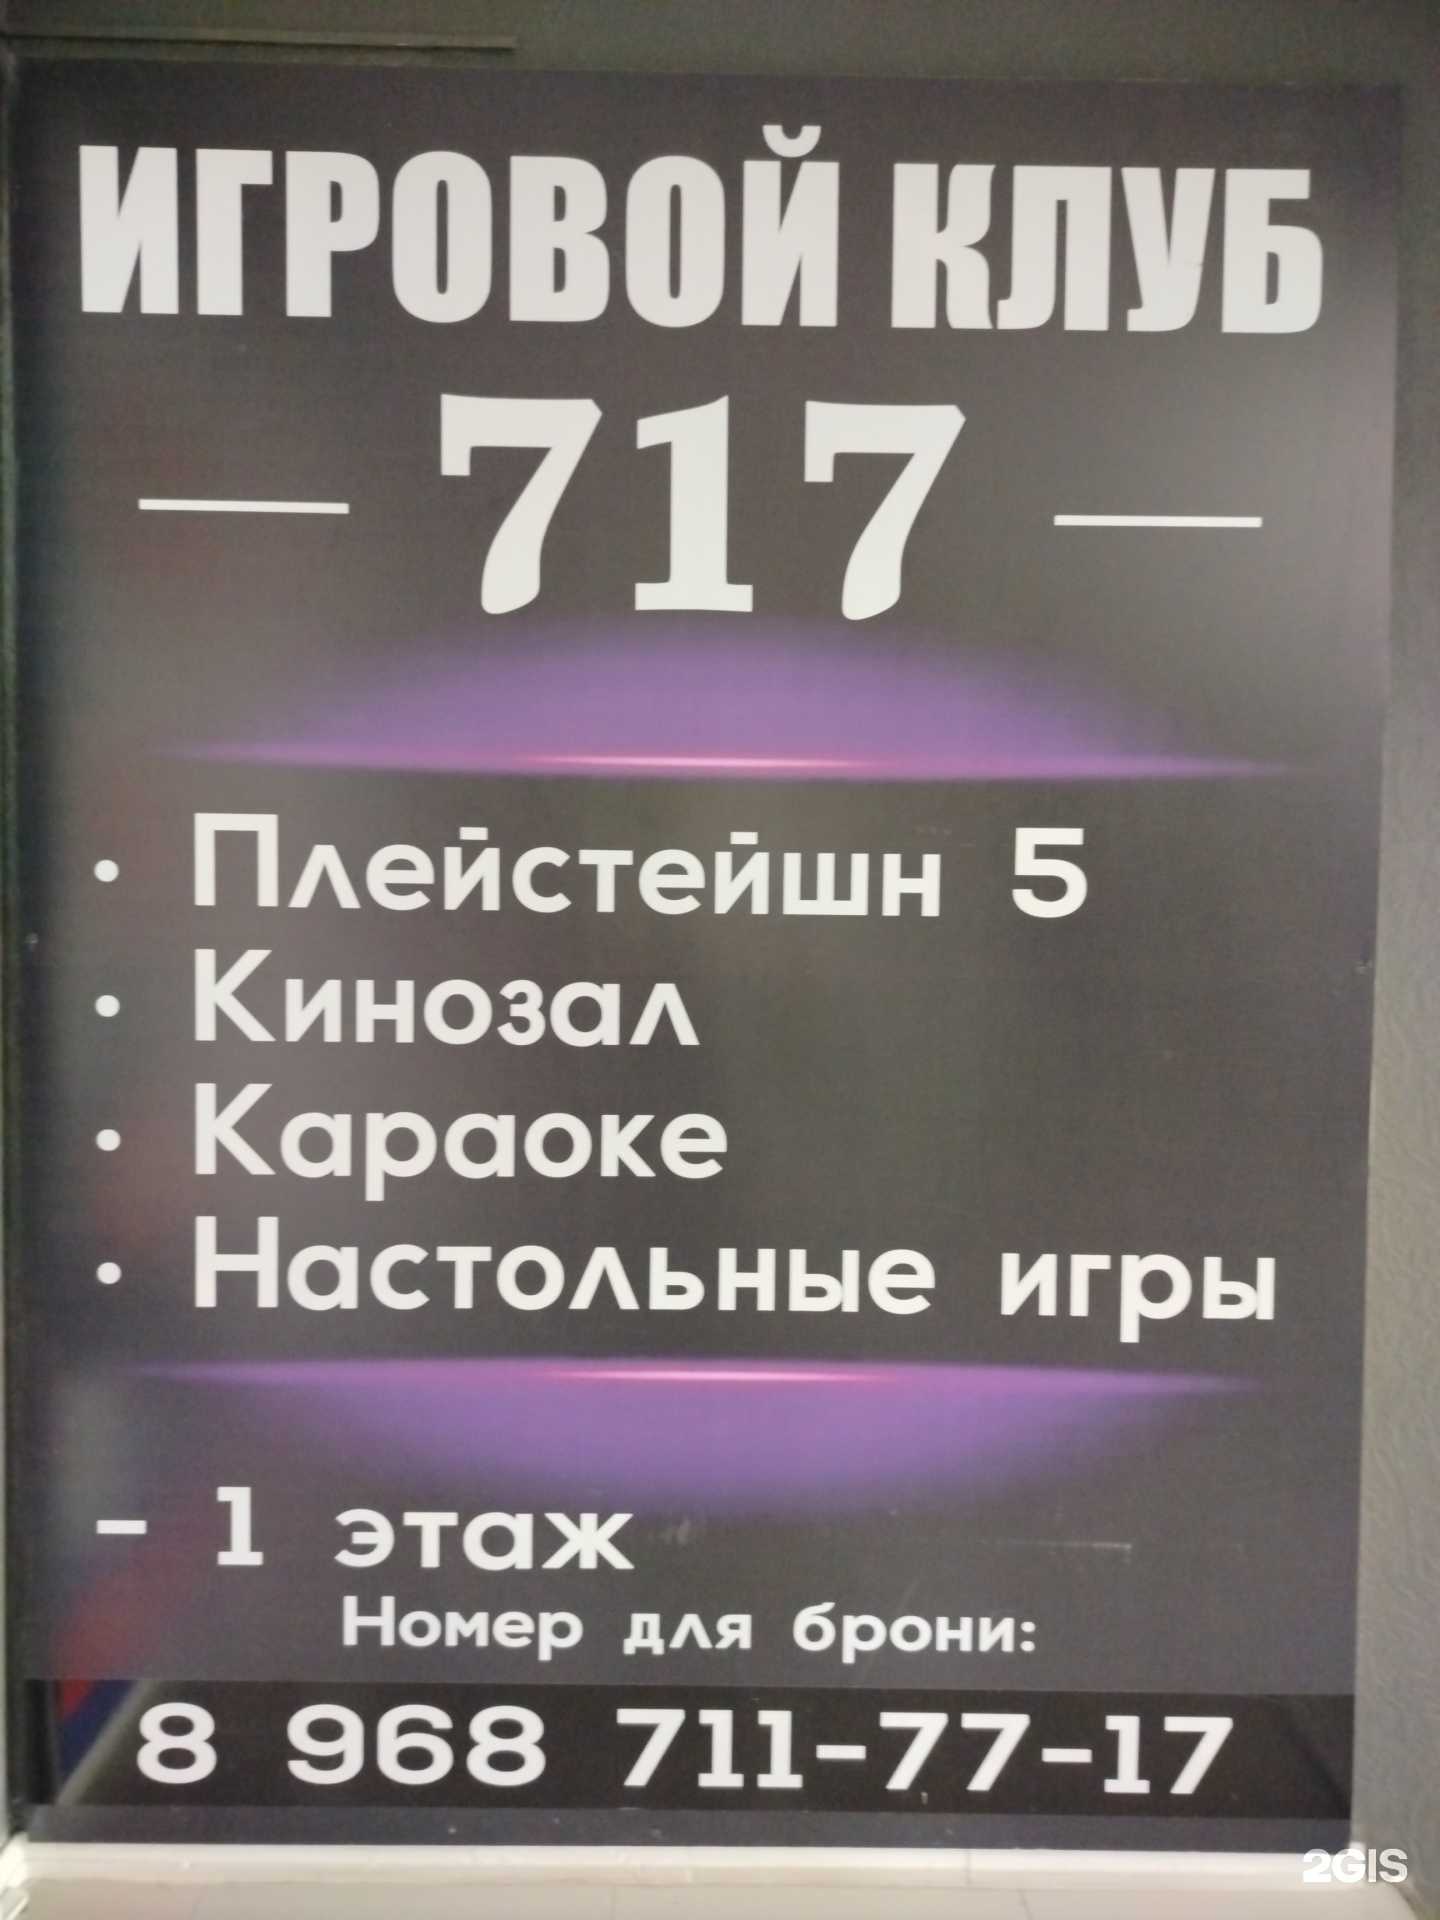 ИГРОВОЙ КЛУБ
— 717 —
• Плейстейшн 5
• Кинозал
• Караоке
• Настольные игры
- 1 этаж
Номер для брони:
8 968 711-77-17
2GIS